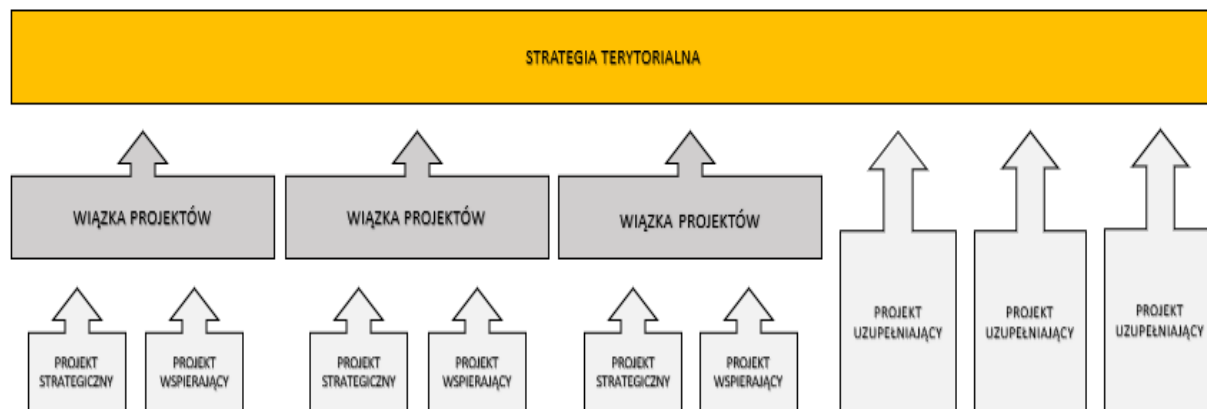 STRATEGIA TERYTORIALNA
WIĄZKA PROJEKTÓW
WIĄZKA PROJEKTÓW
WIĄZKA PROJEKTÓW
PROJEKT
STRATEGICZNY
PROJEKT
WSPIERAJĄCY
PROJEKT
STRATEGICZNY
PROJEKT
WSPIERAJĄCY
PROJEKT
STRATEGICZNY
PROJEKT
WSPIERAJĄCY
PROJEKT
UZUPEŁNIAJĄCY
PROJEKT
UZUPEŁNIAJĄCY
PROJEKT
UZUPEŁNIAJĄCY